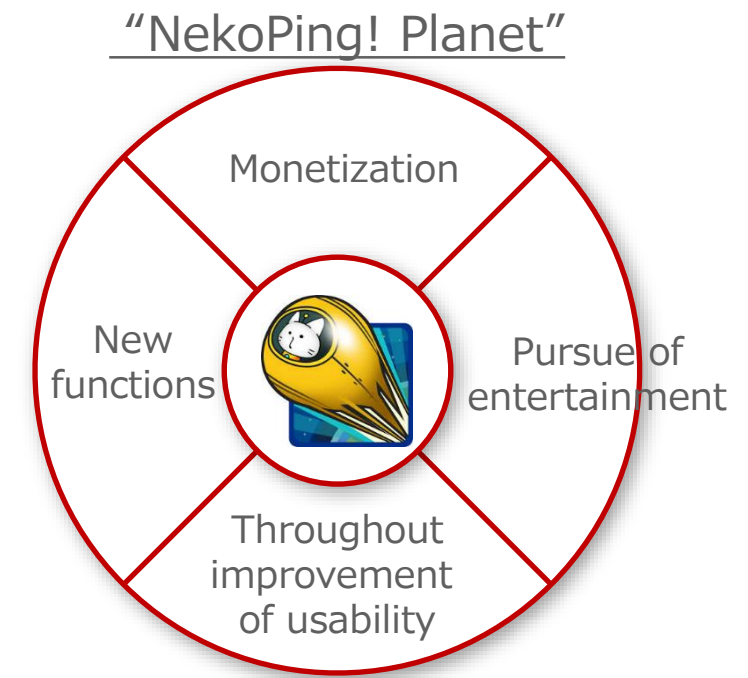 “NekoPing! Planet”
Monetization
New
functions
Pursue of
entertainment
Throughout
improvement
of usability